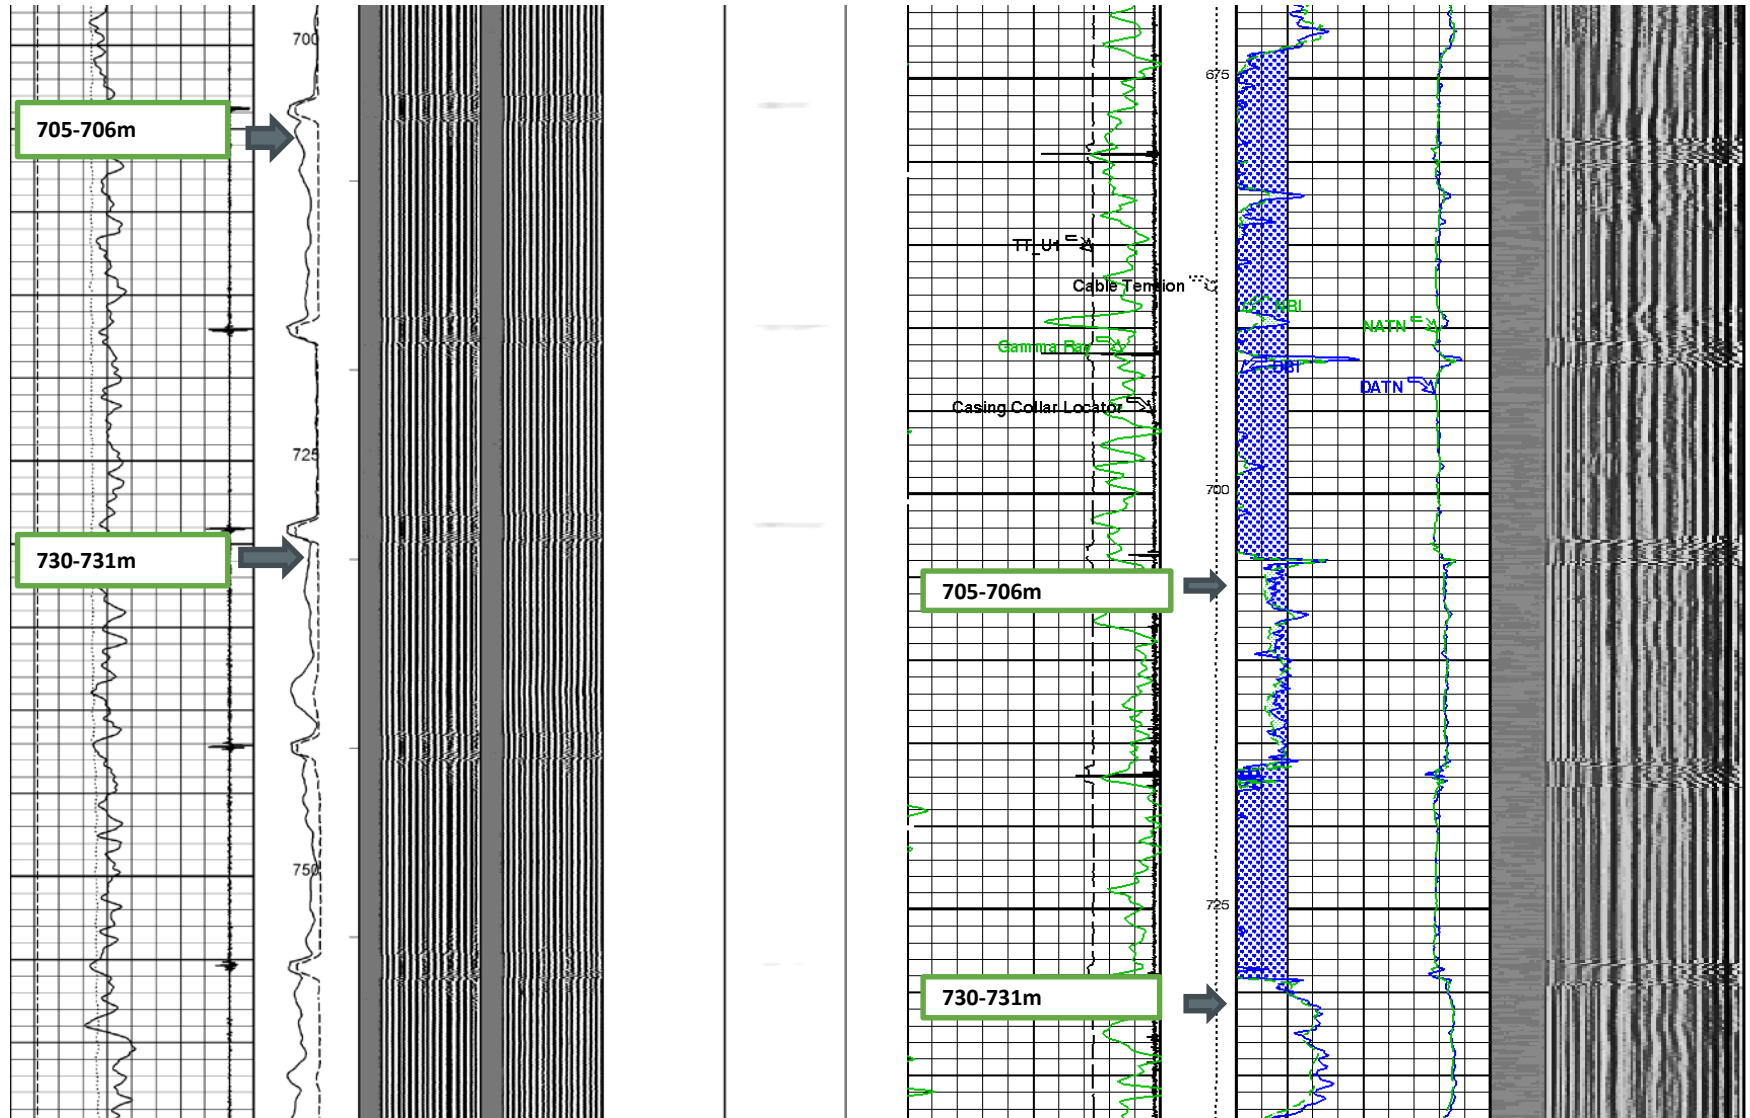 700
705-706m
725
730-731m
750
675
TT_U1
Cable Tension
NBI
NATN
Gamma Ray
DBI
DATN
Casing Collar Locator
700
705-706m
725
730-731m